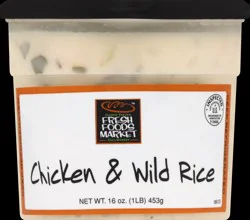 FRESH
FOODS
MARKET
Chicken & Wild Rice
NET WT. 16 oz. (1LB) 453g